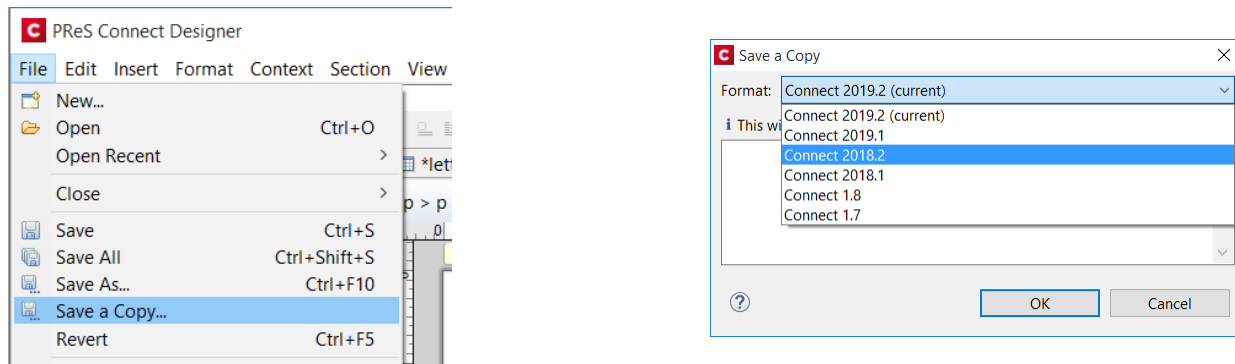 PReS Connect Designer
File Edit Insert Format Context Section View
New...
Open Ctrl+O
Open Recent
Close
Save Ctrl+S
Save All Ctrl+Shift+S
Save As... Ctrl+F10
Save a Copy...
Revert Ctrl+F5
*lett
p > p
0
Save a Copy
Format: Connect 2019.2 (current)
Connect 2019.2 (current)
This wi
Connect 2019.1
Connect 2018.2
Connect 2018.1
Connect 1.8
Connect 1.7
OK Cancel